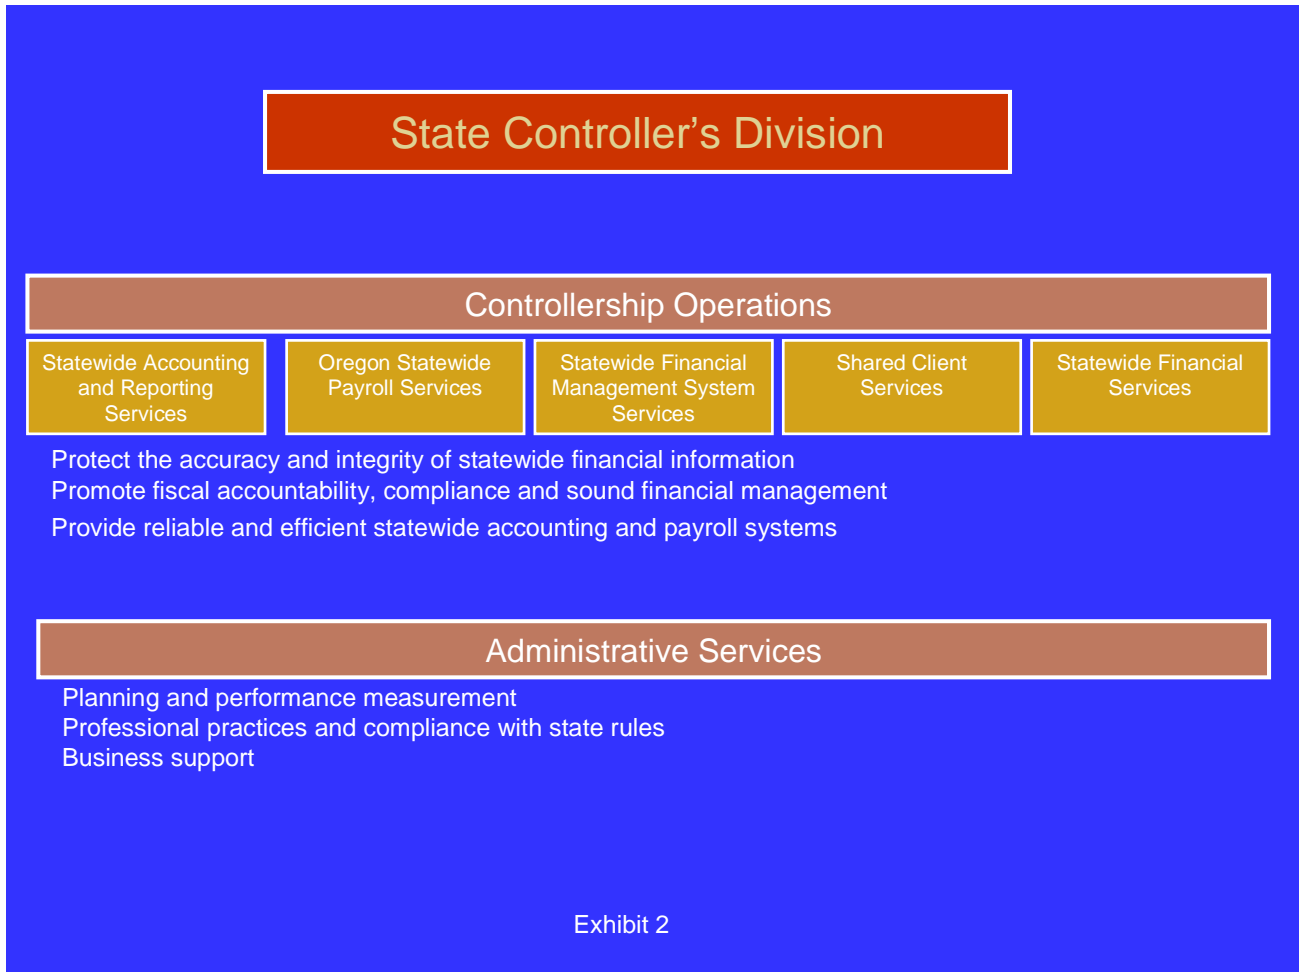 State Controller’s Division
Controllership Operations
Statewide Accounting
and Reporting
Services
Oregon Statewide
Payroll Services
Statewide Financial
Management System
Services
Shared Client
Services
Statewide Financial
Services
Protect the accuracy and integrity of statewide financial information
Promote fiscal accountability, compliance and sound financial management
Provide reliable and efficient statewide accounting and payroll systems
Administrative Services
Planning and performance measurement
Professional practices and compliance with state rules
Business support
Exhibit 2